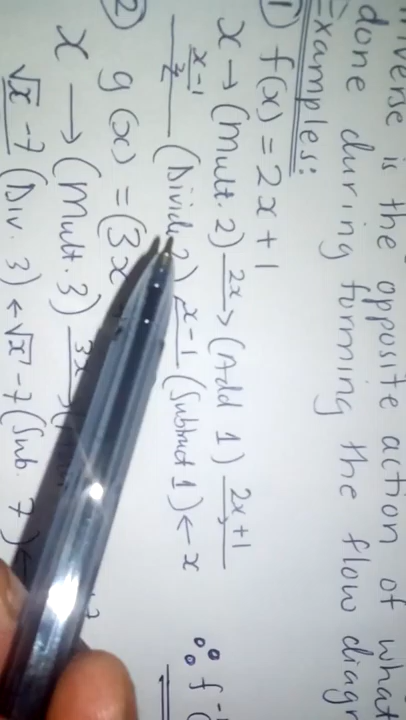 inverse is the opposite action of what
done during forming the flow diagr
Examples:
① f(x) = 2x + 1
x → (Mult. 2) 2x → (Add 1) 2x+1
x-1/2 (Divide 2) x-1 (Subtract 1) ← x
∴ f⁻¹(
② g(x) = (3x
x → (Mult. 3) 3x
√x -7 (Div. 3) ← √x -7 (Sub. 7) ←